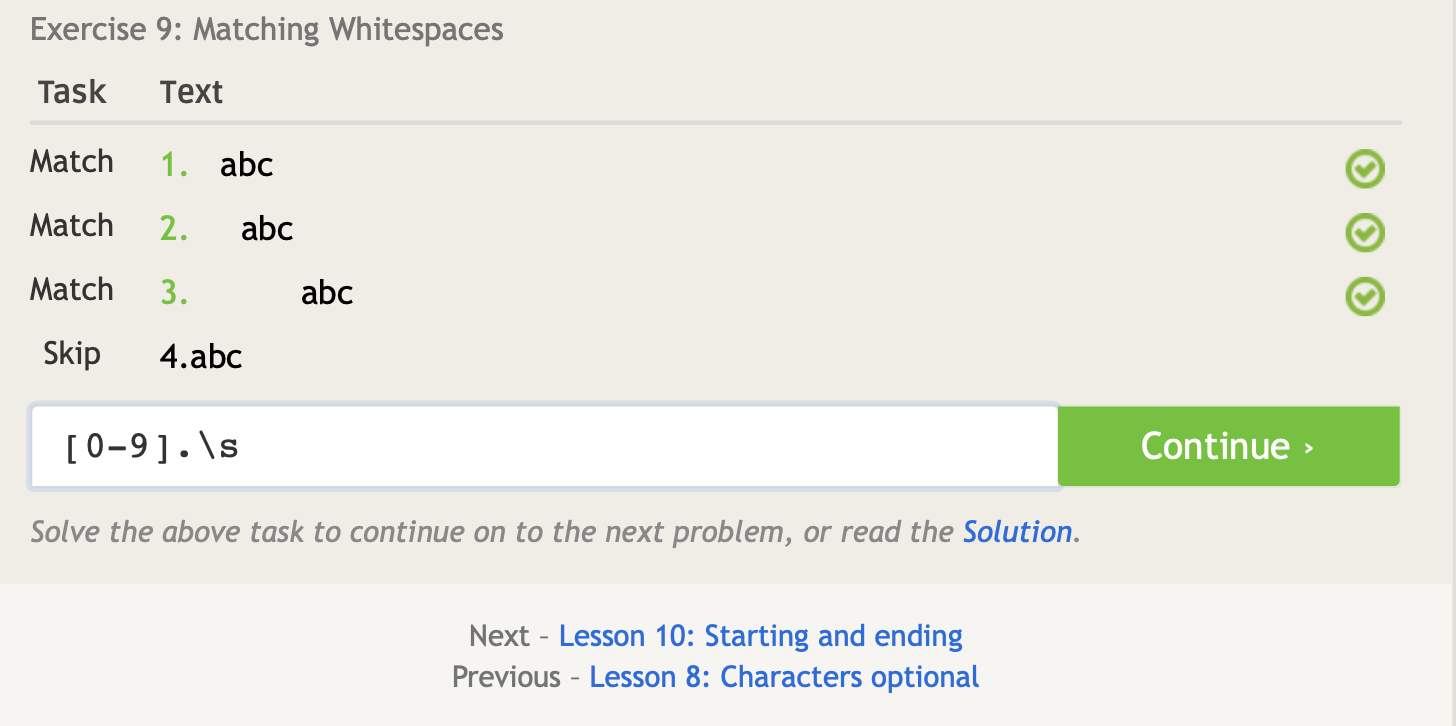 Exercise 9: Matching Whitespaces
Task Text
Match 1. abc
Match 2. abc
Match 3. abc
Skip 4.abc
[0-9].\s Continue ›
Solve the above task to continue on to the next problem, or read the Solution.
Next – Lesson 10: Starting and ending
Previous – Lesson 8: Characters optional